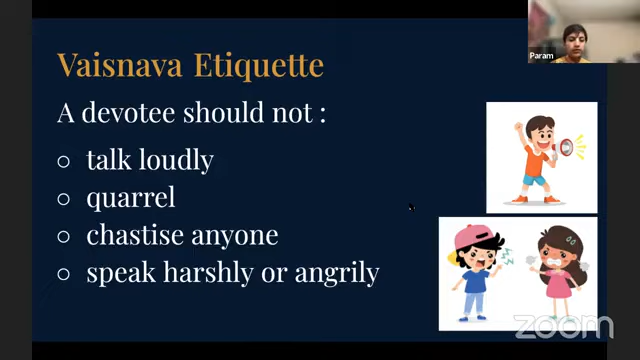 Param
Vaisnava Etiquette
A devotee should not :
talk loudly
quarrel
chastise anyone
speak harshly or angrily
zoom